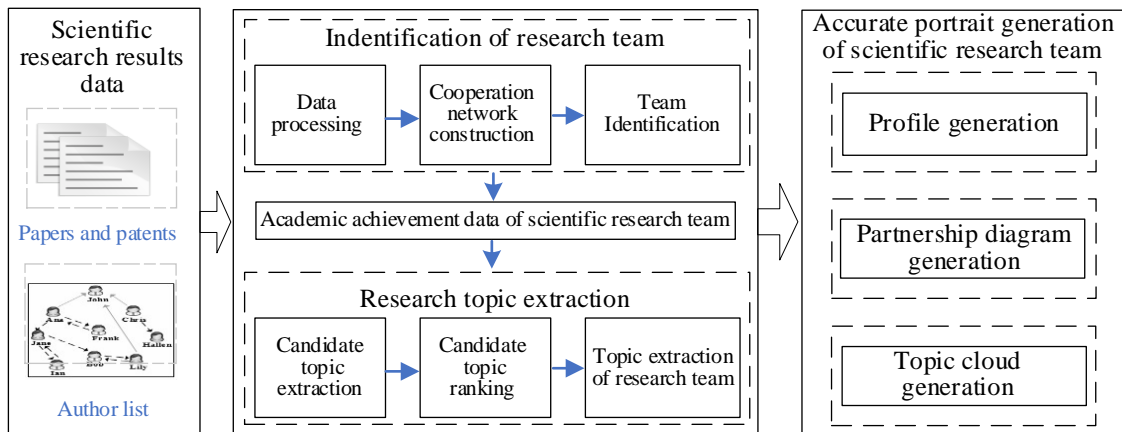 Scientific
research results
data
Papers and patents
John
Ana
Chris
Frank
Jane
Hallen
Bob
Lily
Ian
Author list
Indentification of research team
Data
processing
Cooperation
network
construction
Team
Identification
Academic achievement data of scientific research team
Research topic extraction
Candidate
topic
extraction
Candidate
topic
ranking
Topic extraction
of research team
Accurate portrait generation
of scientific research team
Profile generation
Partnership diagram
generation
Topic cloud
generation